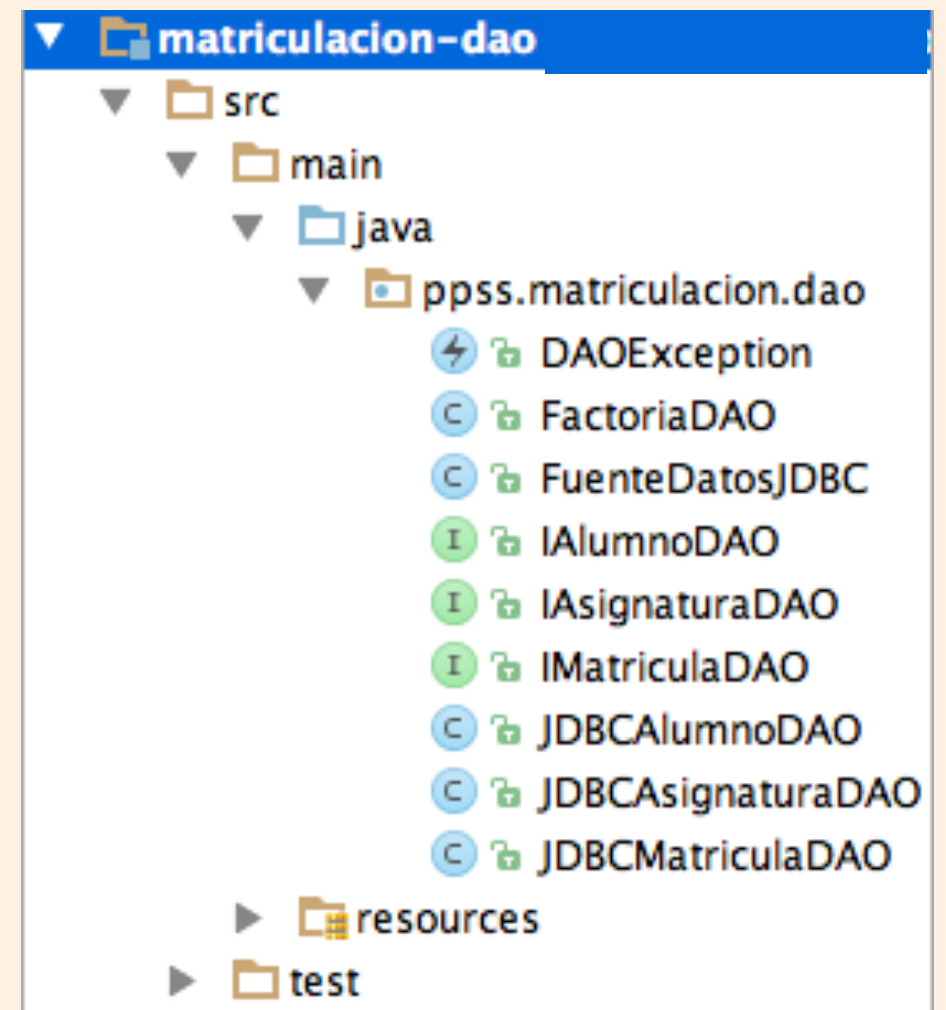 matriculacion-dao
src
main
java
ppss.matriculacion.dao
DAOException
C FactoriaDAO
C FuenteDatosJDBC
I IAlumnoDAO
I IAsignaturaDAO
I IMatriculaDAO
C JDBCAlumnoDAO
C JDBCAsignaturaDAO
C JDBCMatriculaDAO
resources
test